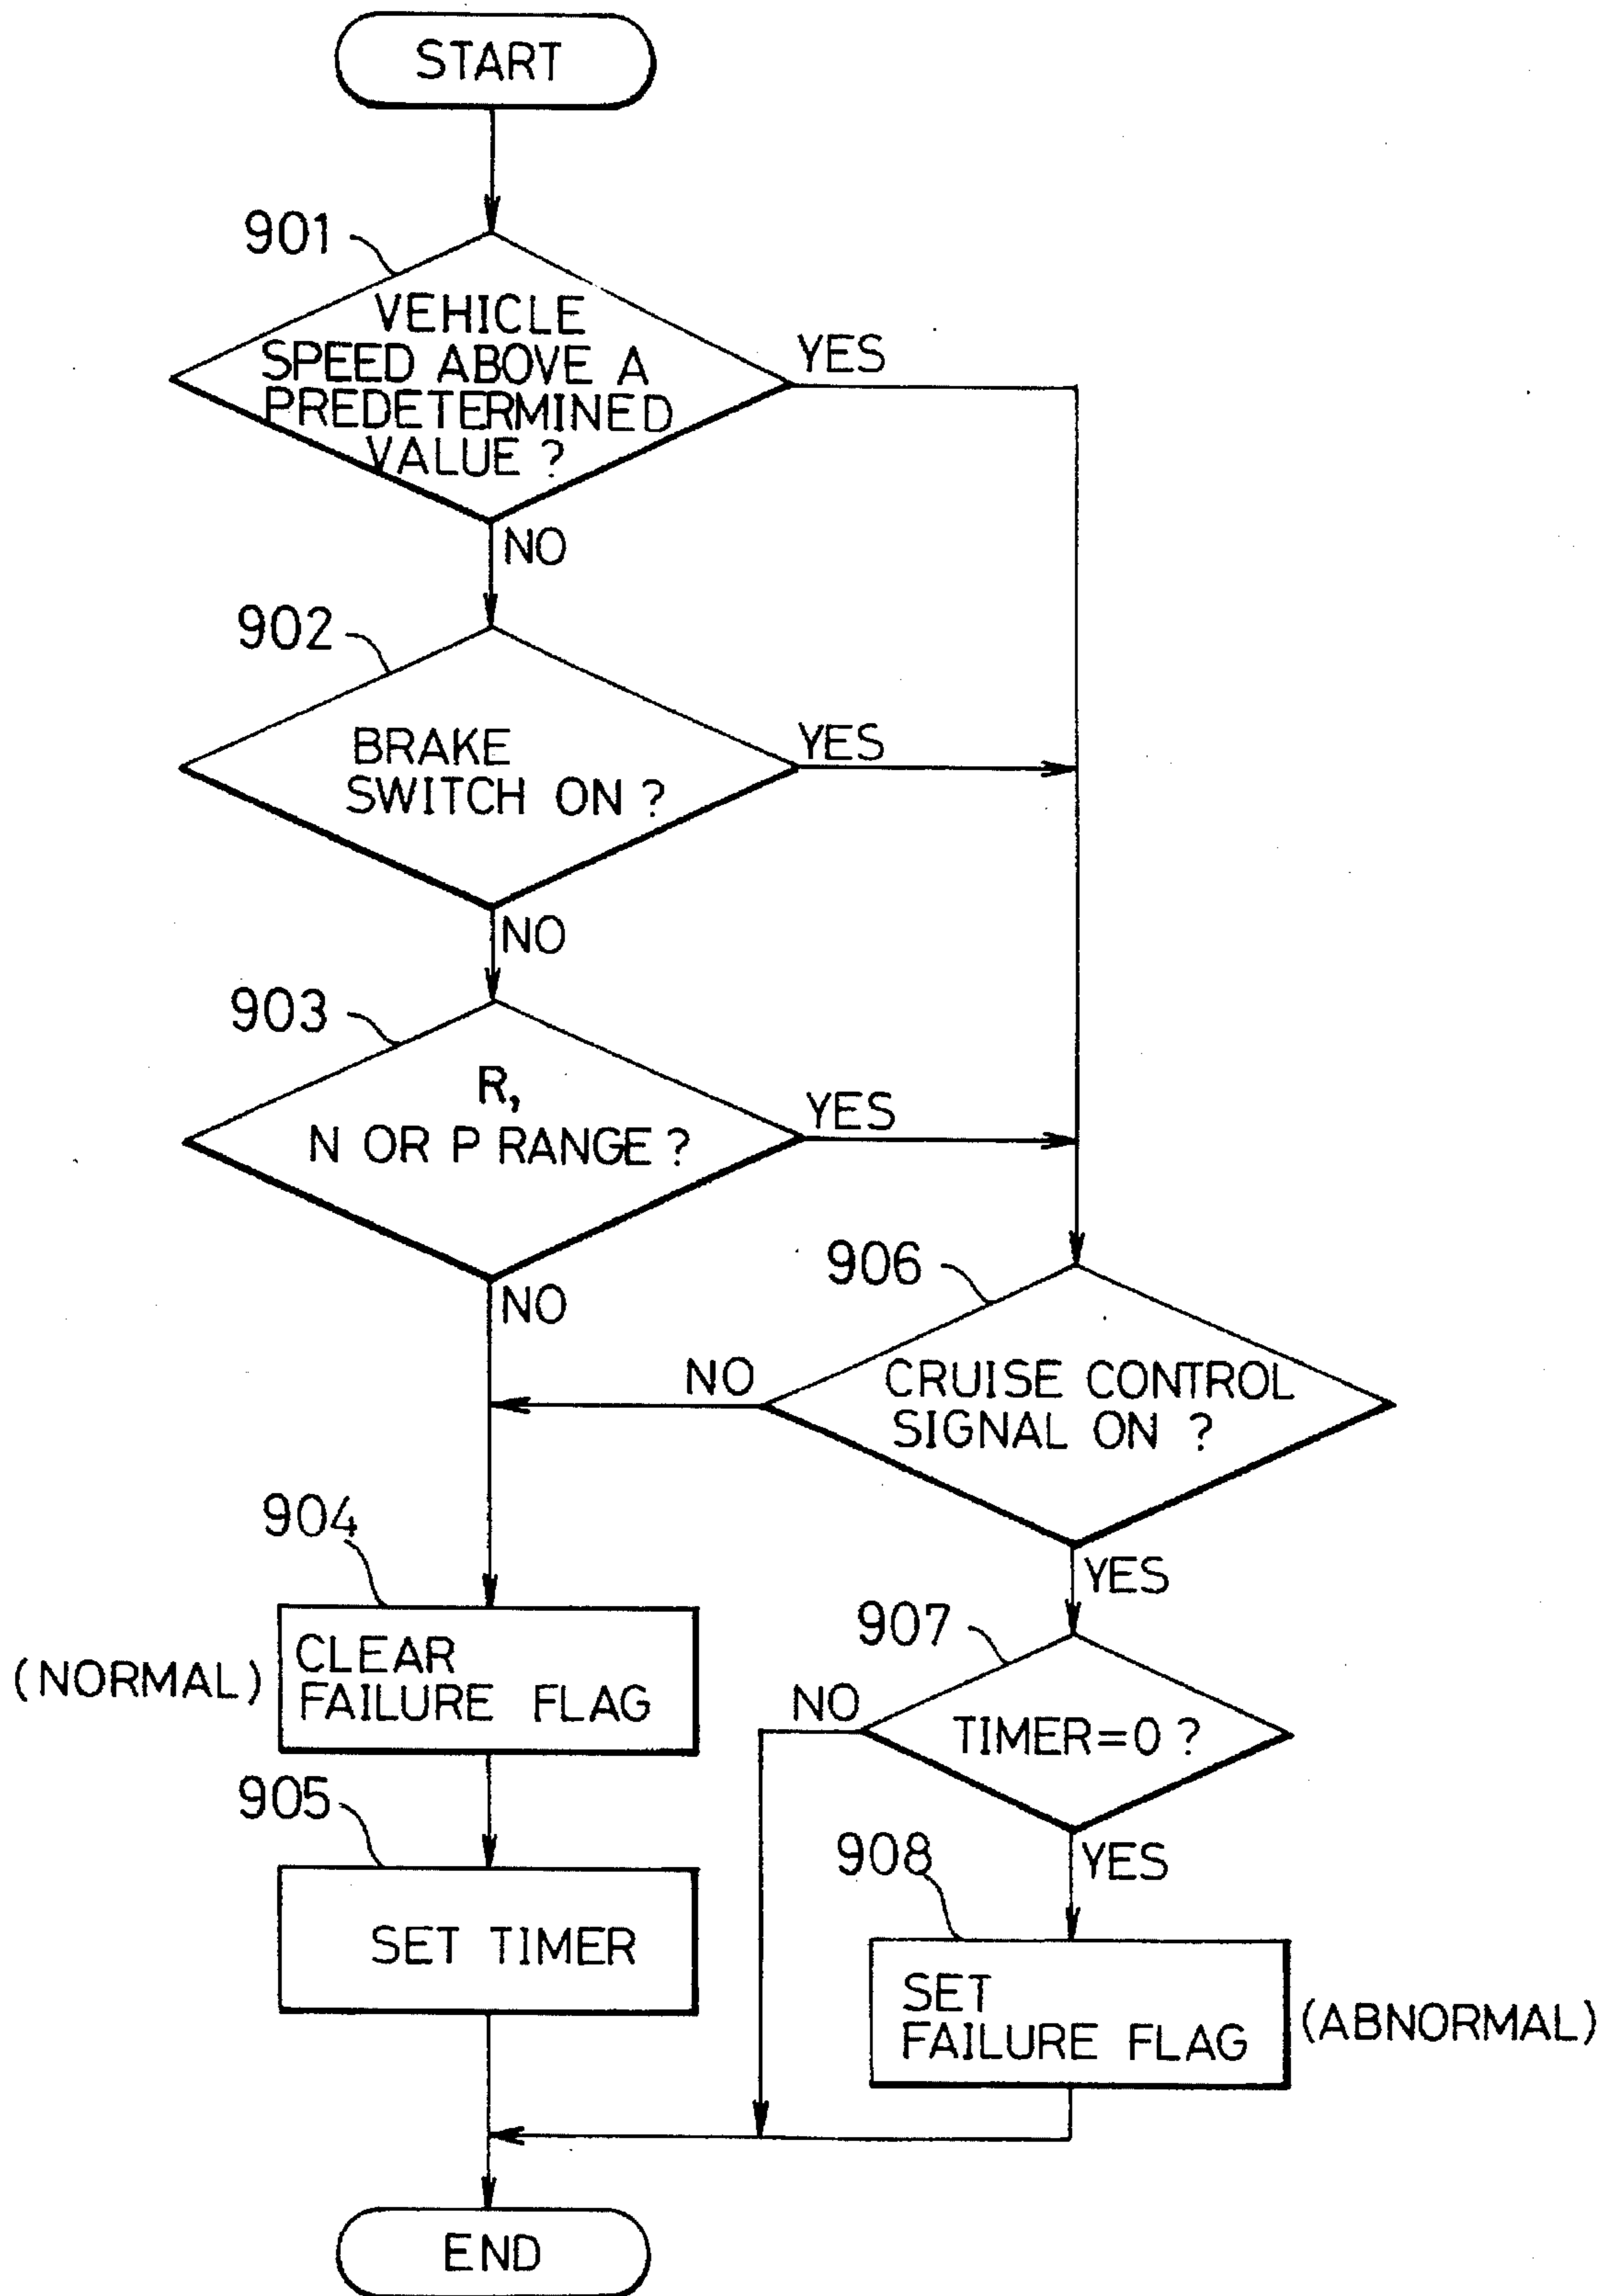 START
901
VEHICLE
SPEED ABOVE A
PREDETERMINED
VALUE ?
YES
NO
902
BRAKE
SWITCH ON ?
YES
NO
903
R,
N OR P RANGE ?
YES
NO
906
CRUISE CONTROL
SIGNAL ON ?
NO
YES
904
CLEAR
FAILURE FLAG
(NORMAL)
907
TIMER=0 ?
NO
YES
905
SET TIMER
908
SET
FAILURE FLAG
(ABNORMAL)
END